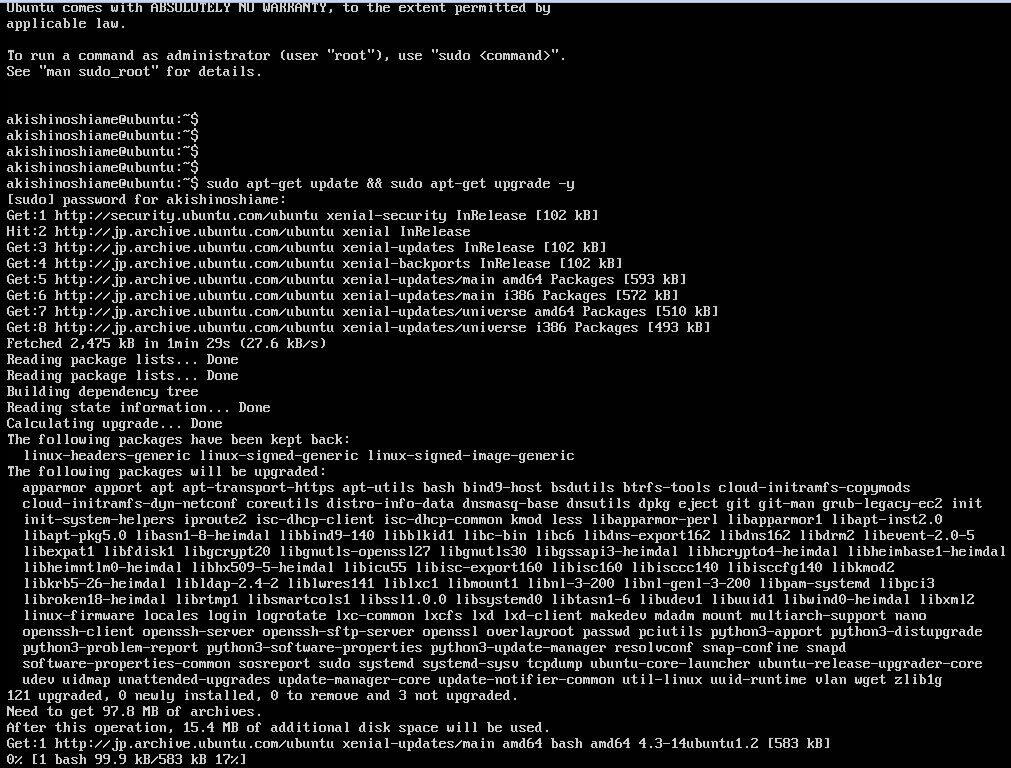 Ubuntu comes with ABSOLUTELY NO WARRANTY, to the extent permitted by
applicable law.
To run a command as administrator (user "root"), use "sudo <command>".
See "man sudo_root" for details.
akishinoshiame@ubuntu:~$
akishinoshiame@ubuntu:~$
akishinoshiame@ubuntu:~$
akishinoshiame@ubuntu:~$
akishinoshiame@ubuntu:~$ sudo apt-get update && sudo apt-get upgrade -y
[sudo] password for akishinoshiame:
Get:1 http://security.ubuntu.com/ubuntu xenial-security InRelease [102 kB]
Hit:2 http://jp.archive.ubuntu.com/ubuntu xenial InRelease
Get:3 http://jp.archive.ubuntu.com/ubuntu xenial-updates InRelease [102 kB]
Get:4 http://jp.archive.ubuntu.com/ubuntu xenial-backports InRelease [102 kB]
Get:5 http://jp.archive.ubuntu.com/ubuntu xenial-updates/main amd64 Packages [593 kB]
Get:6 http://jp.archive.ubuntu.com/ubuntu xenial-updates/main i386 Packages [572 kB]
Get:7 http://jp.archive.ubuntu.com/ubuntu xenial-updates/universe amd64 Packages [510 kB]
Get:8 http://jp.archive.ubuntu.com/ubuntu xenial-updates/universe i386 Packages [493 kB]
Fetched 2,475 kB in 1min 29s (27.6 kB/s)
Reading package lists... Done
Reading package lists... Done
Building dependency tree
Reading state information... Done
Calculating upgrade... Done
The following packages have been kept back:
  linux-headers-generic linux-signed-generic linux-signed-image-generic
The following packages will be upgraded:
  apparmor apport apt apt-transport-https apt-utils bash bind9-host bsdutils btrfs-tools cloud-initramfs-copymods
  cloud-initramfs-dyn-netconf coreutils distro-info-data dnsmasq-base dnsutils dpkg eject git git-man grub-legacy-ec2 init
  init-system-helpers iproute2 isc-dhcp-client isc-dhcp-common kmod less libapparmor-perl libapparmor1 libapt-inst2.0
  libapt-pkg5.0 libasn1-8-heimdal libbind9-140 libblkid1 libc-bin libc6 libdns-export162 libdns162 libdrm2 libevent-2.0-5
  libexpat1 libfdisk1 libgcrypt20 libgnutls-openssl27 libgnutls30 libgssapi3-heimdal libhcrypto4-heimdal libheimbase1-heimdal
  libheimntlm0-heimdal libhx509-5-heimdal libicu55 libisc-export160 libisc160 libisccc140 libisccfg140 libkmod2
  libkrb5-26-heimdal libldap-2.4-2 liblwres141 liblxc1 libmount1 libnl-3-200 libnl-genl-3-200 libpam-systemd libpci3
  libroken18-heimdal librtmp1 libsmartcols1 libssl1.0.0 libsystemd0 libtasn1-6 libudev1 libuuid1 libwind0-heimdal libxml2
  linux-firmware locales login logrotate lxc-common lxcfs lxd lxd-client makedev mdadm mount multiarch-support nano
  openssh-client openssh-server openssh-sftp-server openssl overlayroot passwd pciutils python3-apport python3-distupgrade
  python3-problem-report python3-software-properties python3-update-manager resolvconf snap-confine snapd
  software-properties-common sosreport sudo systemd systemd-sysv tcpdump ubuntu-core-launcher ubuntu-release-upgrader-core
  udev uidmap unattended-upgrades update-manager-core update-notifier-common util-linux uuid-runtime vlan wget zlib1g
121 upgraded, 0 newly installed, 0 to remove and 3 not upgraded.
Need to get 97.8 MB of archives.
After this operation, 15.4 MB of additional disk space will be used.
Get:1 http://jp.archive.ubuntu.com/ubuntu xenial-updates/main amd64 bash amd64 4.3-14ubuntu1.2 [583 kB]
0% [1 bash 99.9 kB/583 kB 17%]